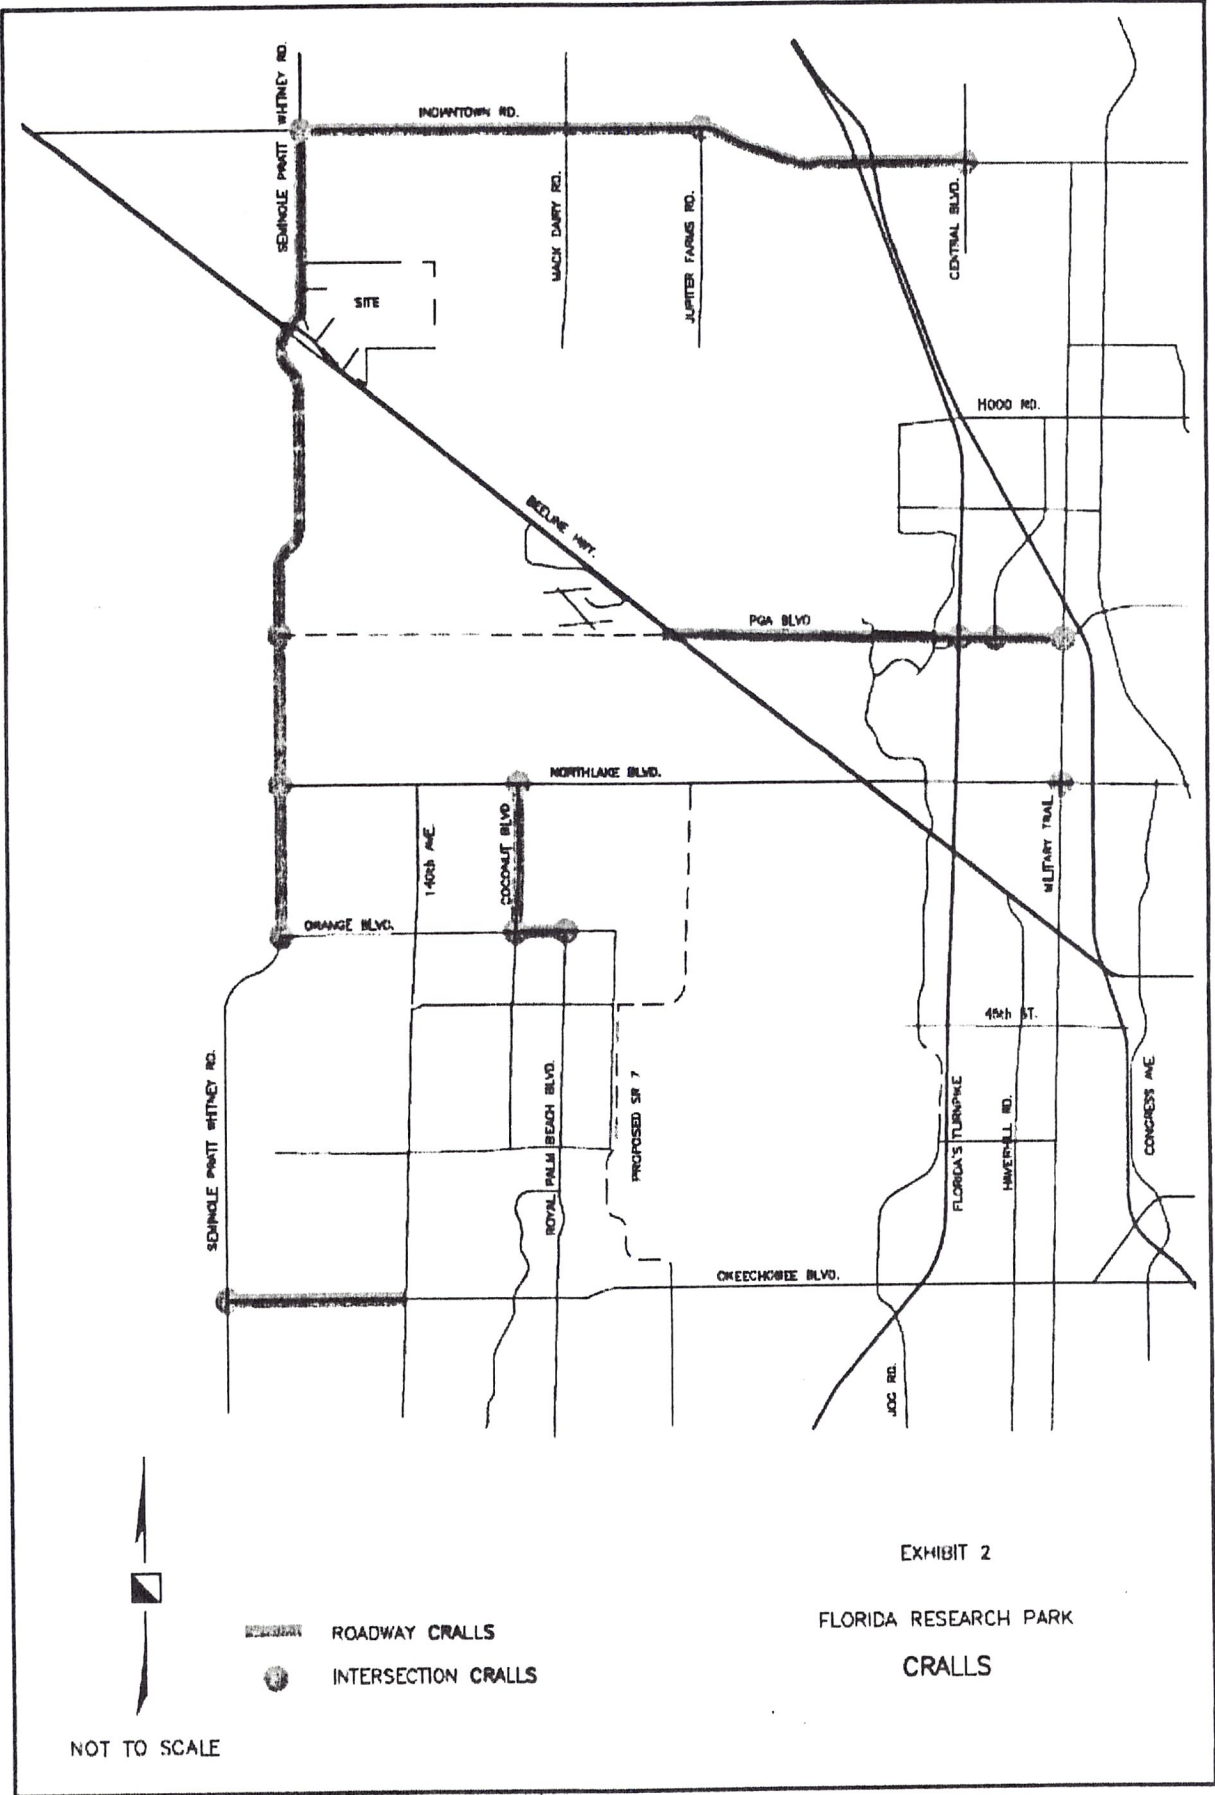 SEMINOLE PRATT WHITNEY RD.
INDIANTOWN RD.
MACK DAIRY RD.
JUPITER FARMS RD.
CENTRAL BLVD.
SITE
HOOD RD.
BEELINE HWY.
PGA BLVD
NORTHLAKE BLVD.
140th AVE.
COCONUT BLVD
MILITARY TRAIL
ORANGE BLVD.
45th ST.
SEMINOLE PRATT WHITNEY RD.
ROYAL PALM BEACH BLVD.
PROPOSED SR 7
FLORIDA'S TURNPIKE
HAVERHILL RD.
CONGRESS AVE
OKEECHOBEE BLVD.
JOG RD.
EXHIBIT 2
FLORIDA RESEARCH PARK
CRALLS
ROADWAY CRALLS
INTERSECTION CRALLS
NOT TO SCALE